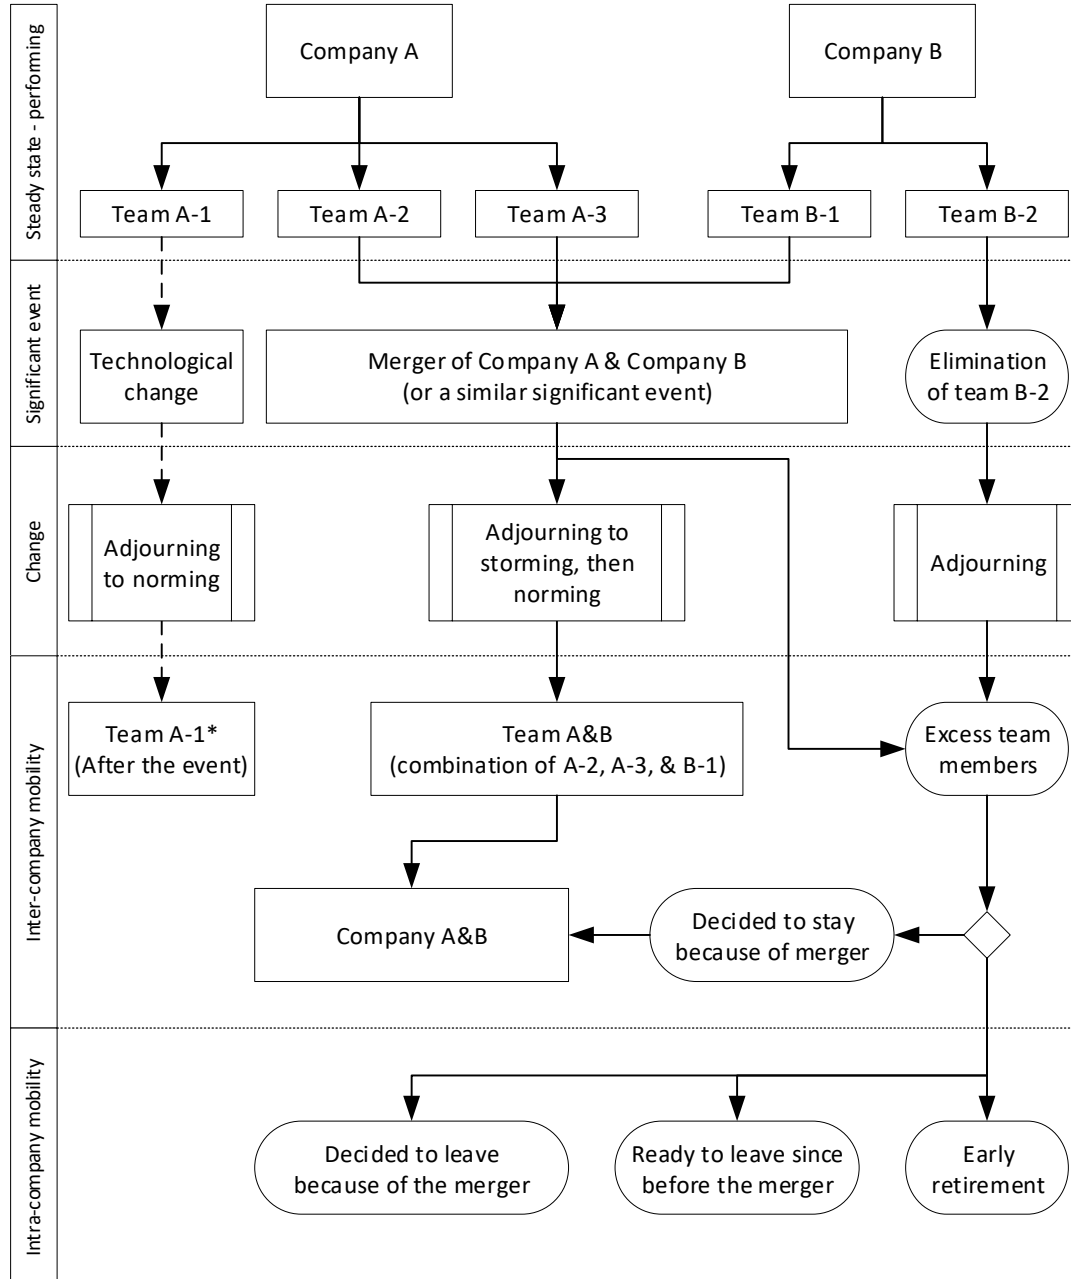 Steady state - performing
Company A
Company B
Team A-1
Team A-2
Team A-3
Team B-1
Team B-2
Significant event
Technological
change
Merger of Company A & Company B
(or a similar significant event)
Elimination
of team B-2
Change
Adjourning
to norming
Adjourning to
storming, then
norming
Adjourning
Inter-company mobility
Team A-1*
(After the event)
Team A&B
(combination of A-2, A-3, & B-1)
Excess team
members
Company A&B
Decided to stay
because of merger
Intra-company mobility
Decided to leave
because of the merger
Ready to leave since
before the merger
Early
retirement